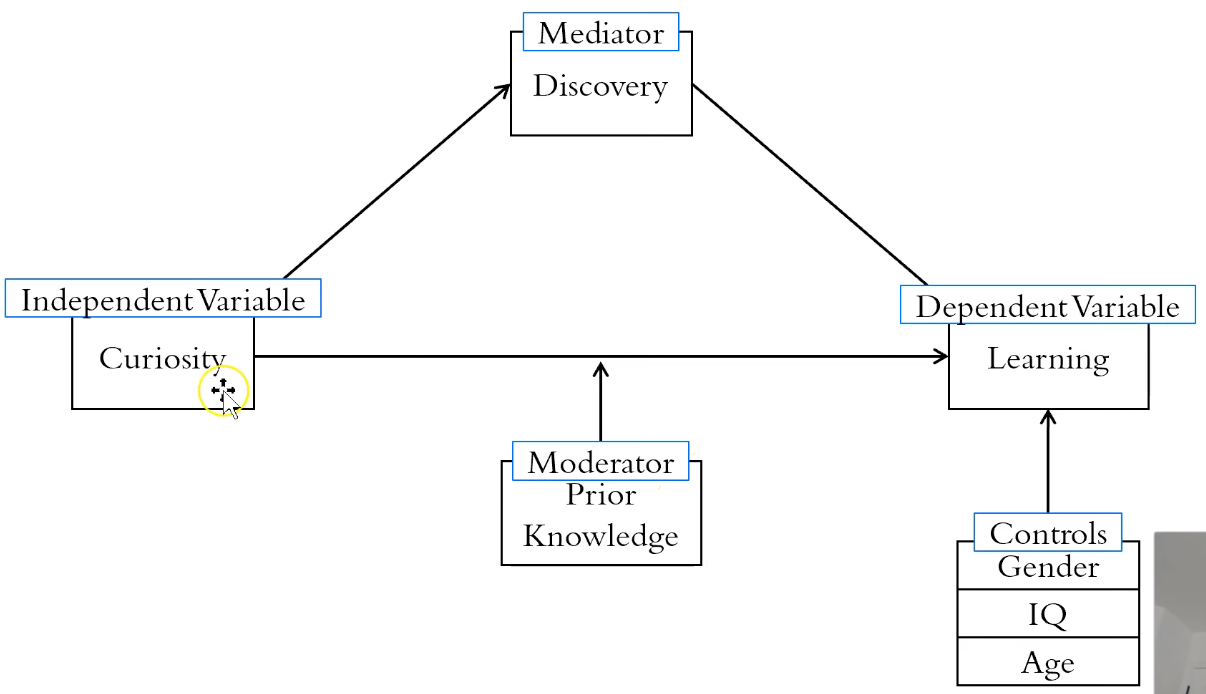 Mediator
Discovery
Independent Variable
Curiosity
Dependent Variable
Learning
Moderator
Prior
Knowledge
Controls
Gender
IQ
Age